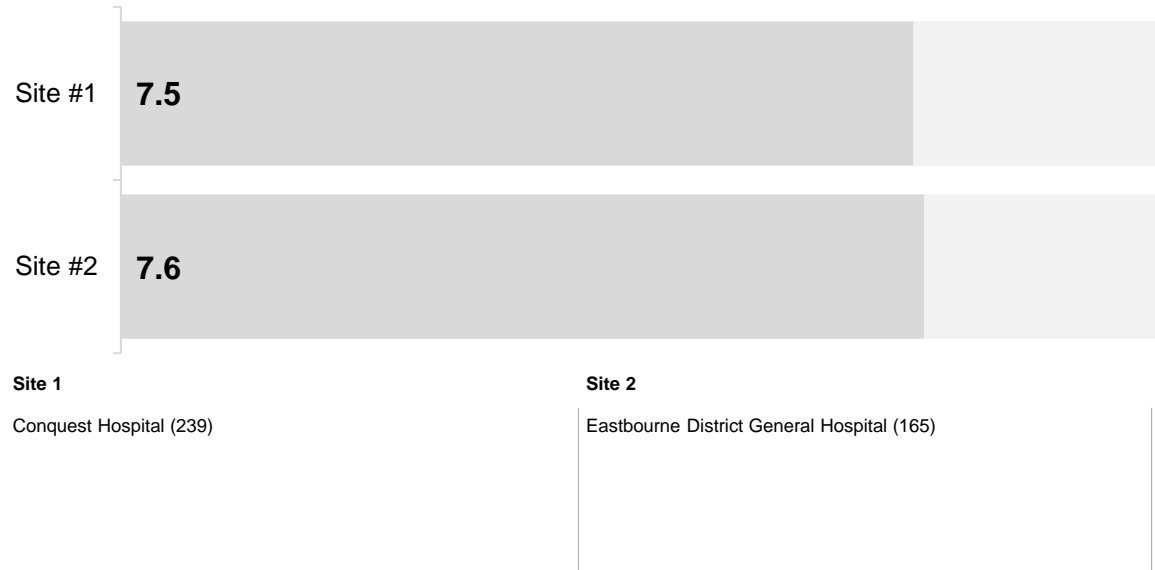 Site #1
7.5
Site #2
7.6
Site 1
Site 2
Conquest Hospital (239)
Eastbourne District General Hospital (165)